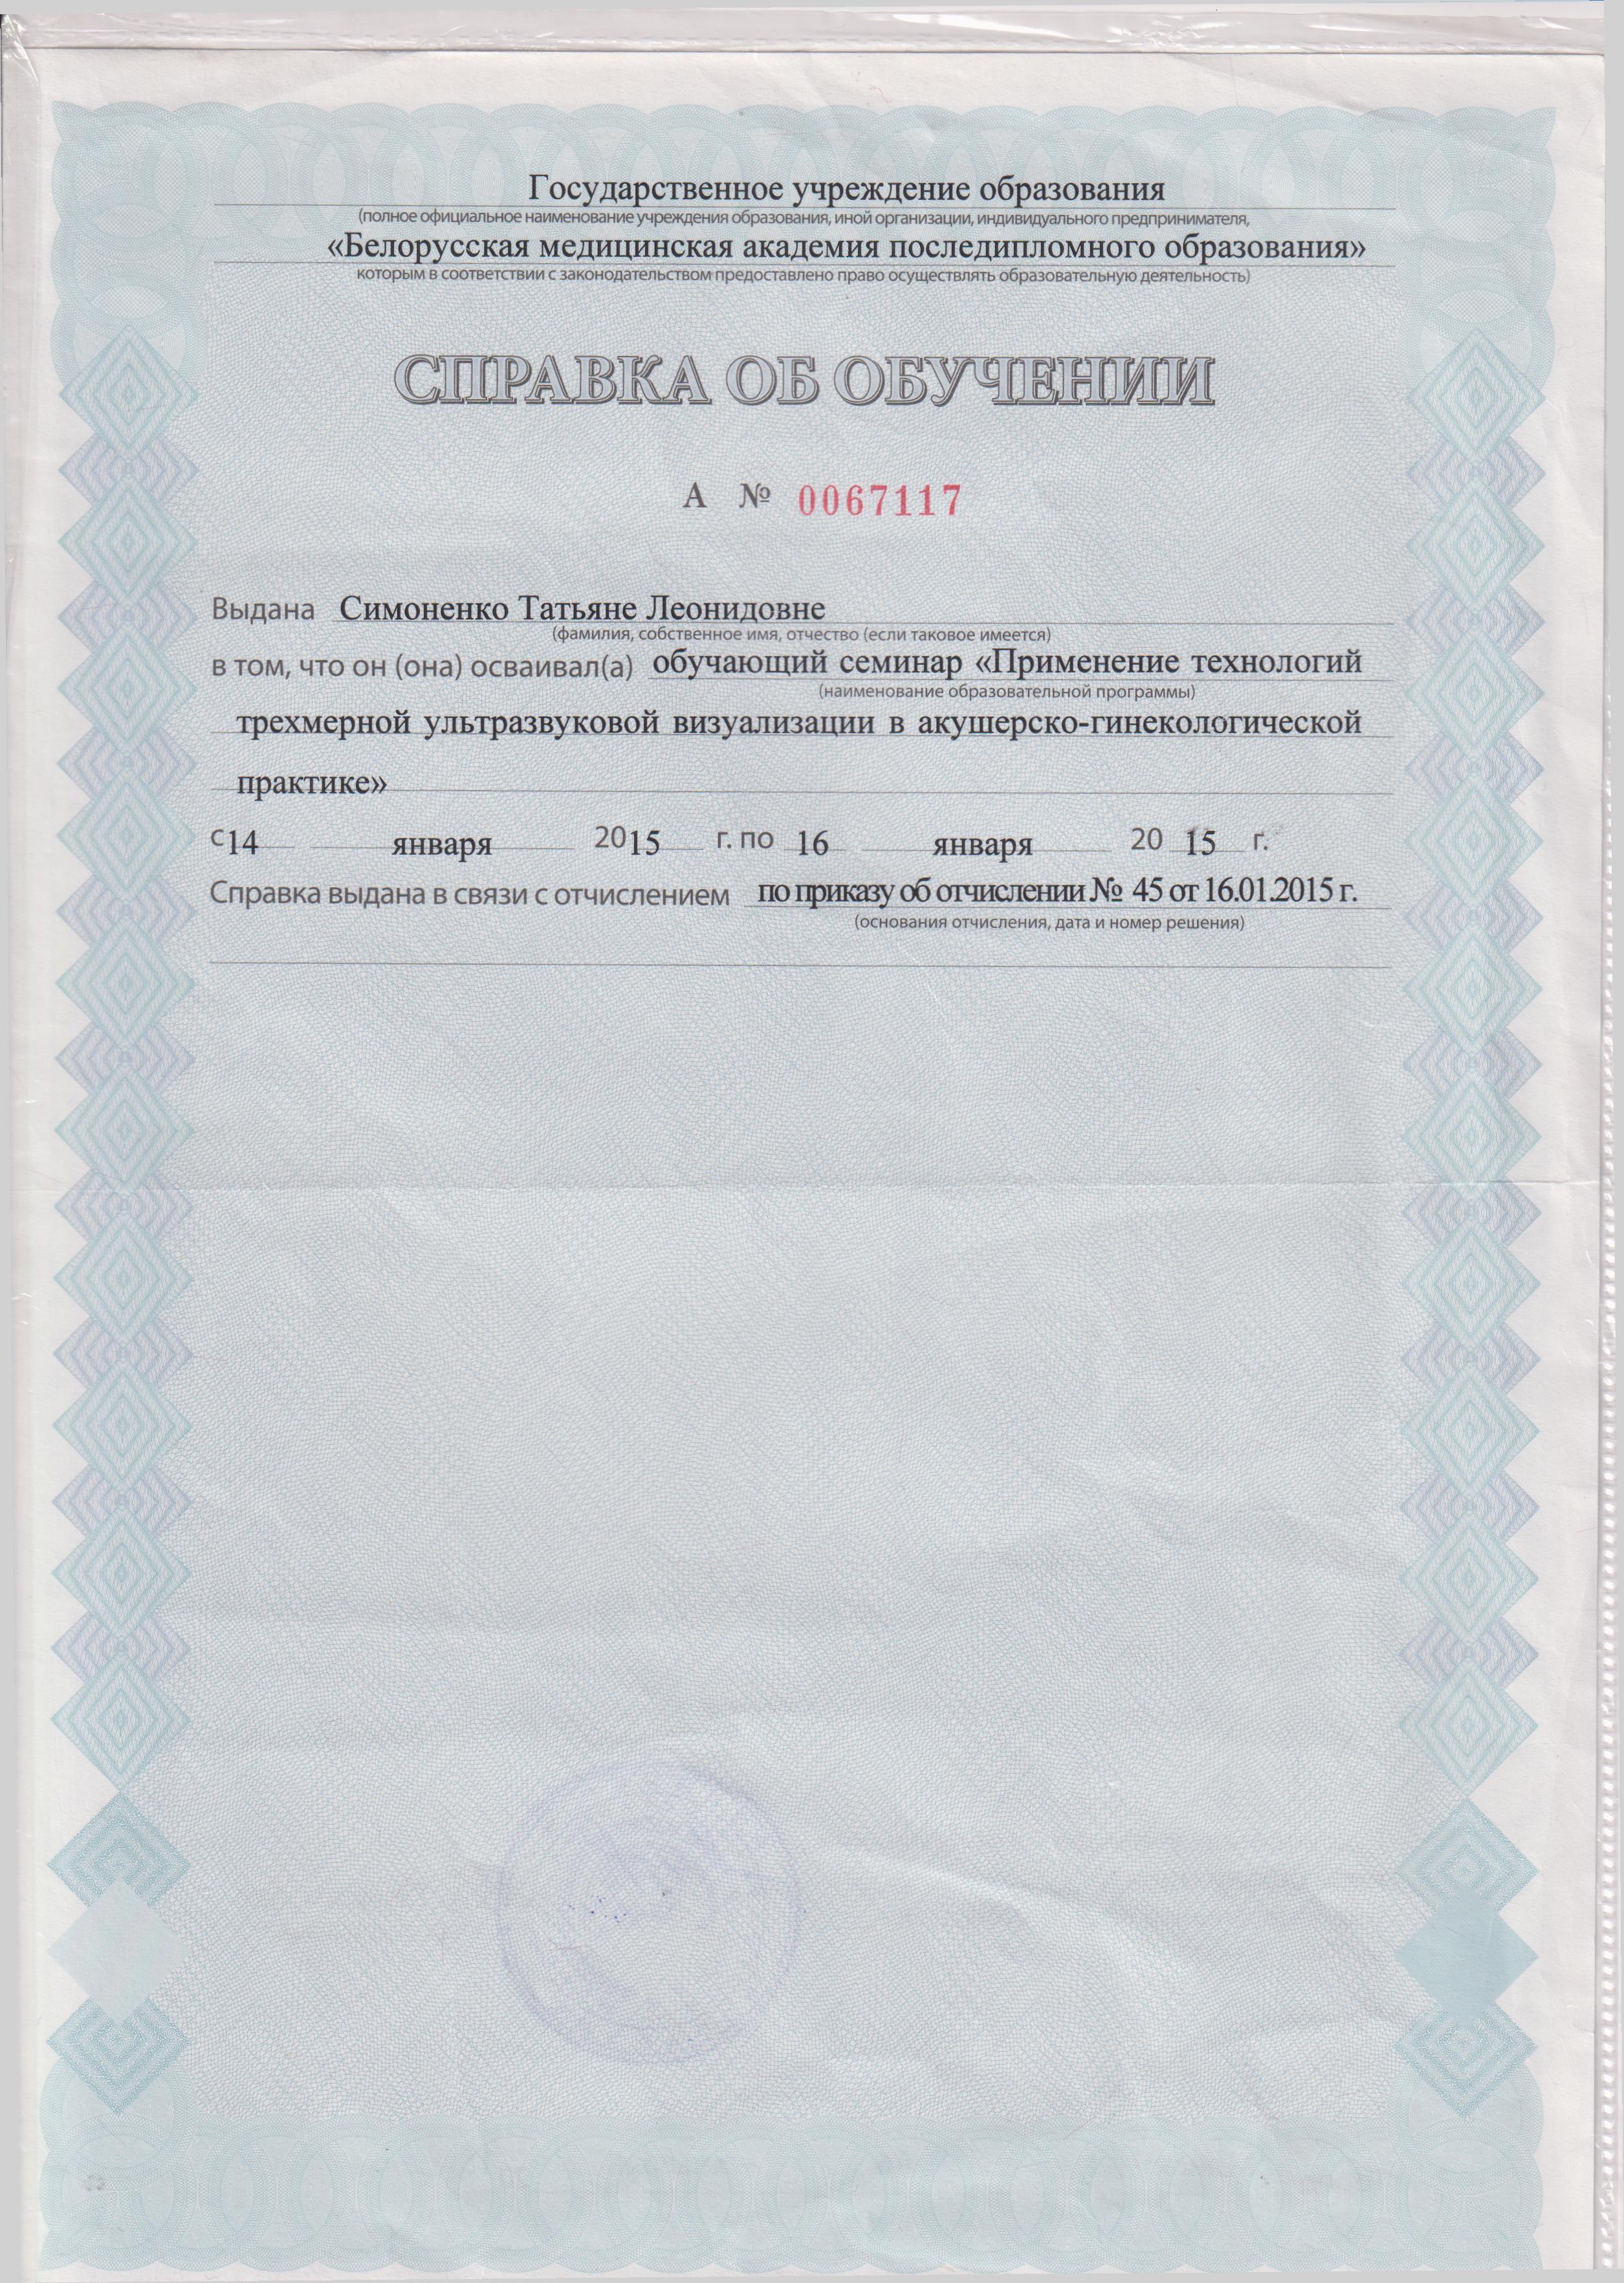 Государственное учреждение образования
(полное официальное наименование учреждения образования, иной организации, индивидуального предпринимателя,
«Белорусская медицинская академия последипломного образования»
которым в соответствии с законодательством предоставлено право осуществлять образовательную деятельность)
СПРАВКА ОБ ОБУЧЕНИИ
А № 0067117
Выдана Симоненко Татьяне Леонидовне
(фамилия, собственное имя, отчество (если таковое имеется)
в том, что он (она) осваивал(а) обучающий семинар «Применение технологий
(наименование образовательной программы)
трехмерной ультразвуковой визуализации в акушерско-гинекологической
практике»
с 14 января 2015 г. по 16 января 20 15 г.
Справка выдана в связи с отчислением по приказу об отчислении № 45 от 16.01.2015 г.
(основания отчисления, дата и номер решения)